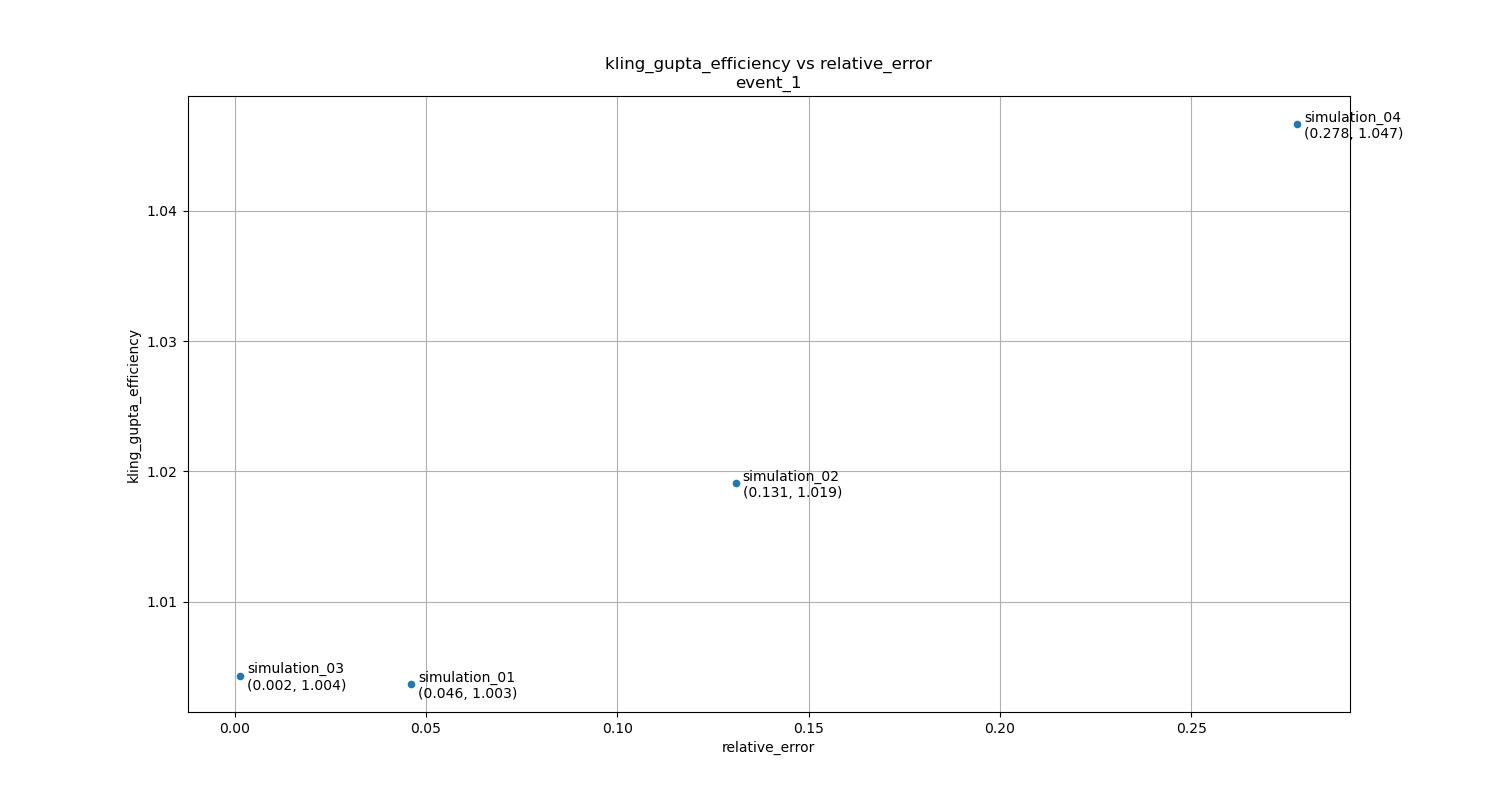 kling_gupta_efficiency vs relative_error
event_1
simulation_04
(0.278, 1.047)
1.04
1.03
kling_gupta_efficiency
1.02
simulation_02
(0.131, 1.019)
1.01
simulation_03
(0.002, 1.004)
simulation_01
(0.046, 1.003)
0.00 0.05 0.10 0.15 0.20 0.25
relative_error